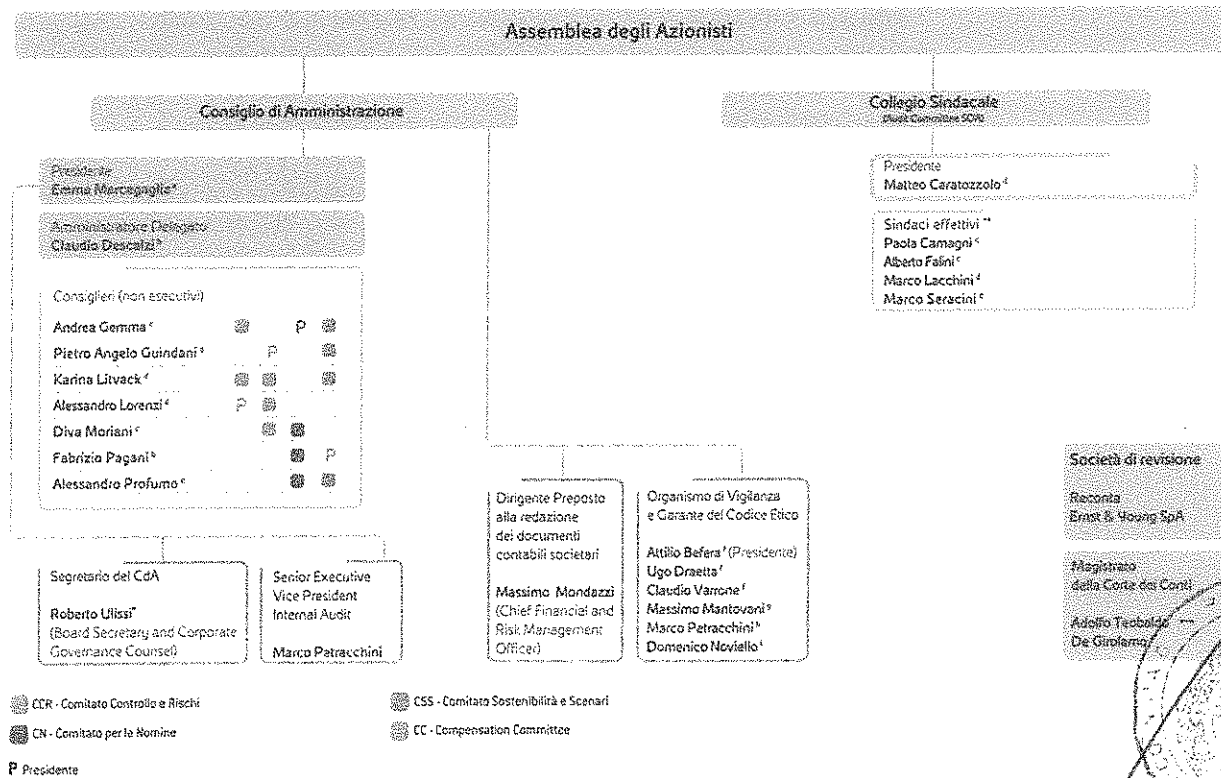 Assemblea degli Azionisti
Consiglio di Amministrazione
Collegio Sindacale
(Audit Committee SOA)
Presidente
Emma Marcegaglia ª
Amministratore Delegato
Claudio Descalzi
Consiglieri (non esecutivi)
Andrea Gemma ᶜ P
Pietro Angelo Guindani P
Karina Litvack ᵈ
Alessandro Lorenzi ᵈ P
Diva Moriani ᶜ
Fabrizio Pagani ᵇ P
Alessandro Profumo ᶜ
Presidente
Matteo Caratozzolo ᵈ
Sindaci effettivi **
Paola Camagni ᶜ
Alberto Falini ᶜ
Marco Lacchini ᵈ
Marco Seracini ᶜ
Segretario del CdA
Roberto Ulissi *
(Board Secretary and Corporate
Governance Counsel)
Senior Executive
Vice President
Internal Audit
Marco Petracchini
Dirigente Preposto
alla redazione
dei documenti
contabili societari
Massimo Mondazzi
(Chief Financial and
Risk Management
Officer)
Organismo di Vigilanza
e Garante del Codice Etico
Attilio Befera ᶠ (Presidente)
Ugo Draetta ᶠ
Claudio Varrone ᶠ
Massimo Mantovani ᵍ
Marco Petracchini ʰ
Domenico Noviello ⁱ
Società di revisione
Reconta
Ernst & Young SpA
Magistrato
della Corte dei Conti
Adolfo Teobaldo ***
De Girolamo
CCR - Comitato Controllo e Rischi
CSS - Comitato Sostenibilità e Scenari
CN - Comitato per le Nomine
CC - Compensation Committee
P Presidente